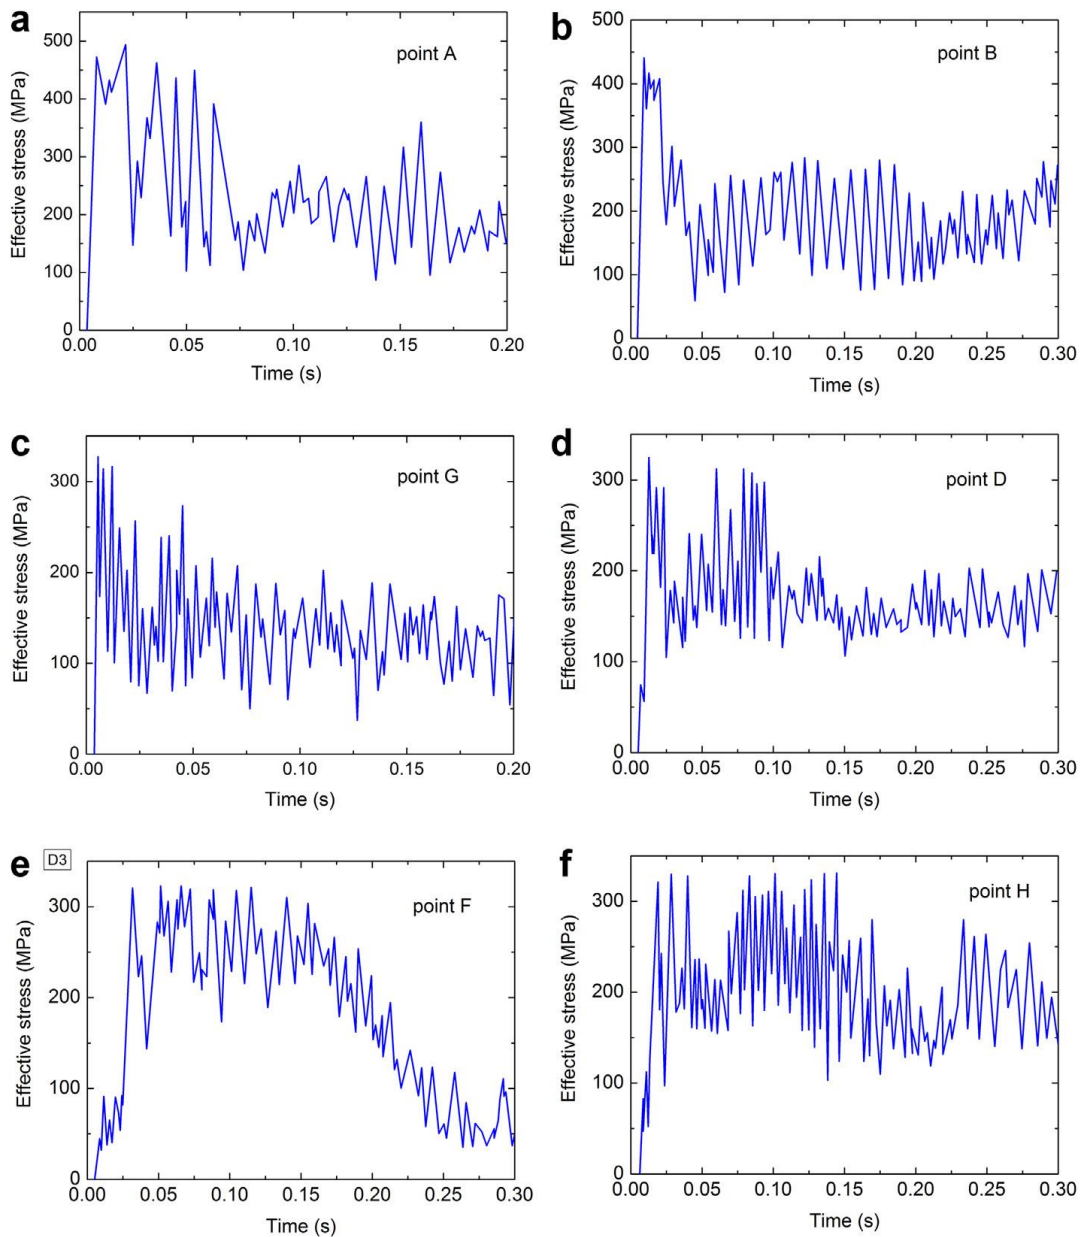 a
point A
Effective stress (MPa)
500
400
300
200
100
0
0.00 0.05 0.10 0.15 0.20
Time (s)
b
point B
Effective stress (MPa)
500
400
300
200
100
0
0.00 0.05 0.10 0.15 0.20 0.25 0.30
Time (s)
c
point G
Effective stress (MPa)
300
200
100
0
0.00 0.05 0.10 0.15 0.20
Time (s)
d
point D
Effective stress (MPa)
300
200
100
0
0.00 0.05 0.10 0.15 0.20 0.25 0.30
Time (s)
e
D3
point F
Effective stress (MPa)
300
200
100
0
0.00 0.05 0.10 0.15 0.20 0.25 0.30
Time (s)
f
point H
Effective stress (MPa)
300
200
100
0
0.00 0.05 0.10 0.15 0.20 0.25 0.30
Time (s)